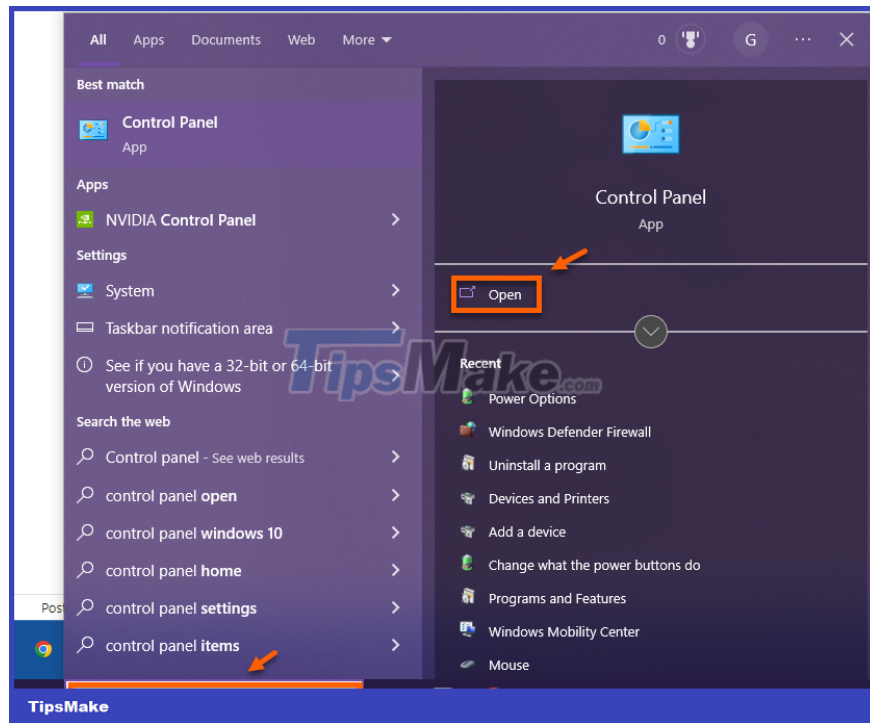 All Apps Documents Web More 0 G ...
Best match
Control Panel
App
Apps
NVIDIA Control Panel
Settings
System
Taskbar notification area
See if you have a 32-bit or 64-bit
version of Windows
Search the web
Control panel - See web results
control panel open
control panel windows 10
control panel home
control panel settings
control panel items
Control Panel
App
Open
Recent
Power Options
Windows Defender Firewall
Uninstall a program
Devices and Printers
Add a device
Change what the power buttons do
Programs and Features
Windows Mobility Center
Mouse
TipsMake.com
Pos
TipsMake